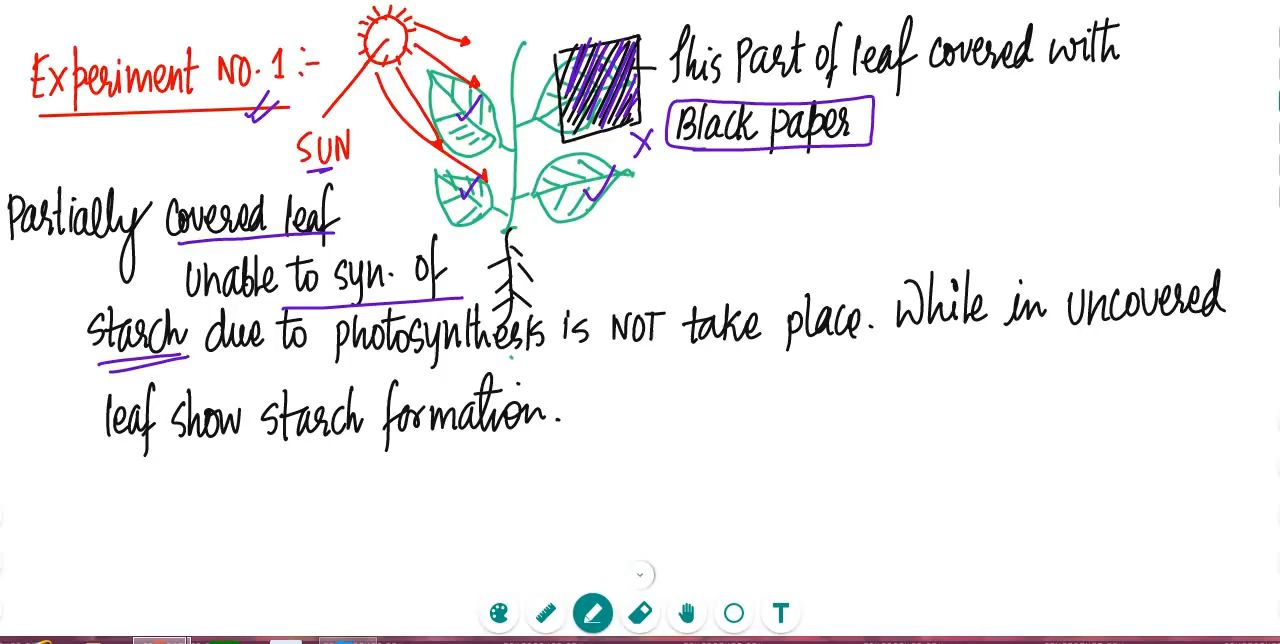 Experiment NO. 1 :-
SUN
This Part of leaf covered with
Black paper
Partially covered leaf
unable to syn. of
starch due to photosynthesis is NOT take place. While in uncovered
leaf show starch formation.
T